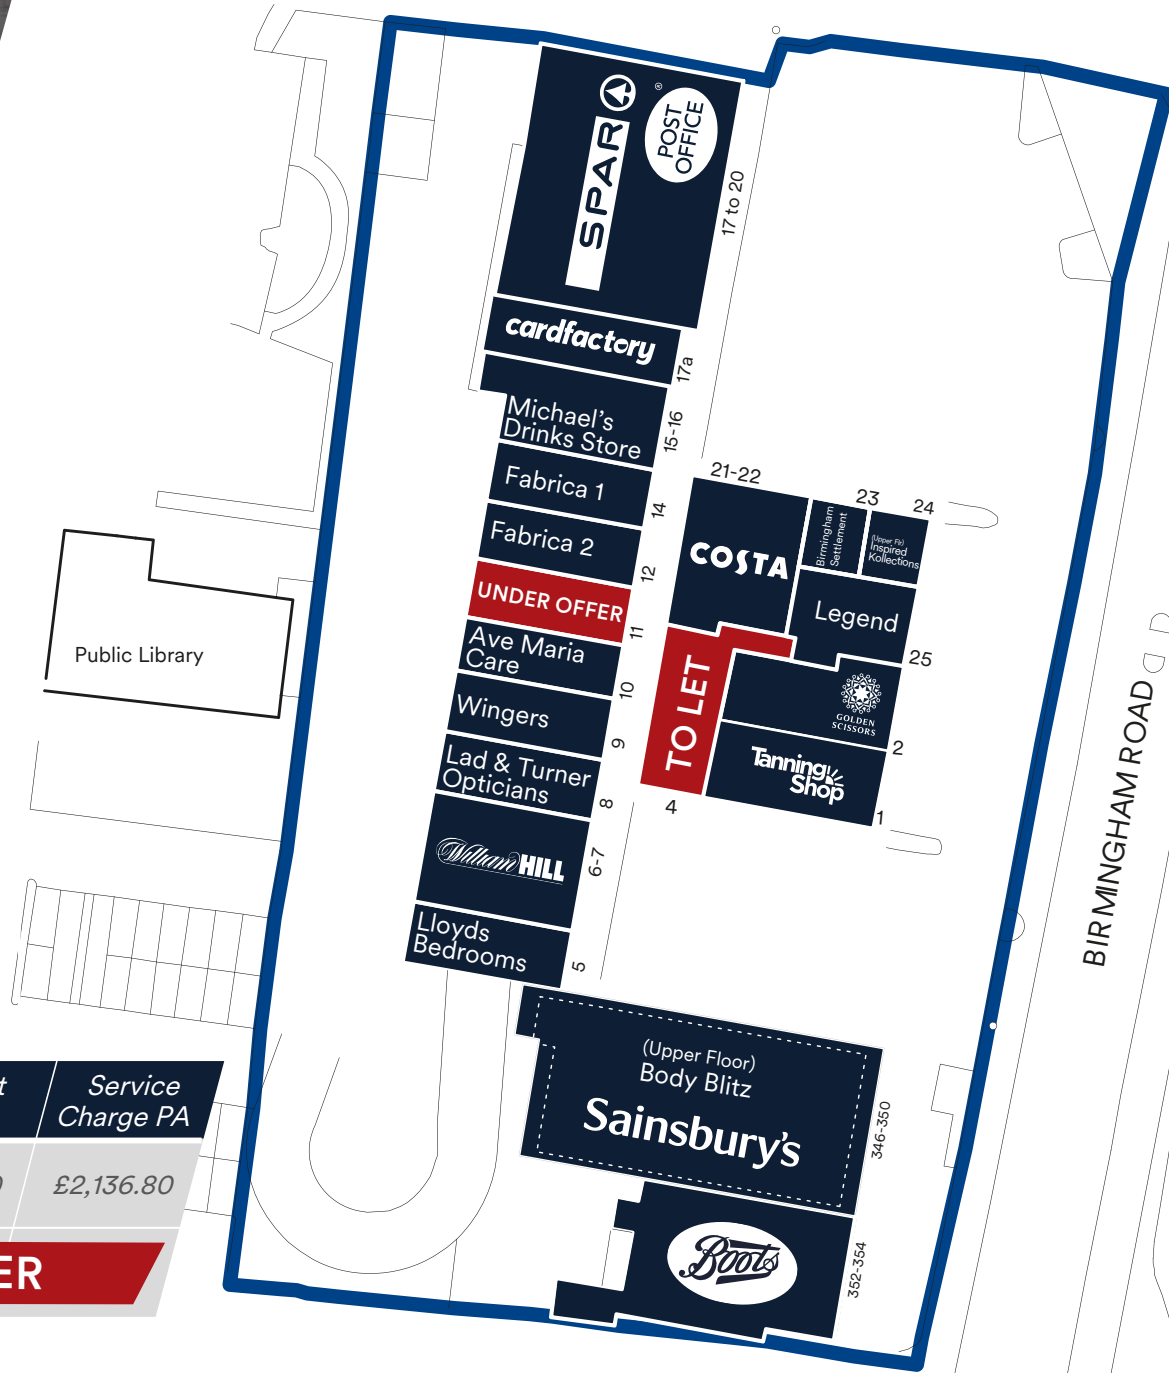 SPAR
POST
OFFICE
®
17 to 20
cardfactory
17a
Michael's
Drinks Store
15-16
Fabrica 1
14
Fabrica 2
12
UNDER OFFER
11
Ave Maria
Care
10
Wingers
9
Lad & Turner
Opticians
8
William HILL
6-7
Lloyds
Bedrooms
5
21-22
COSTA
23
Birmingham
Settlement
24
(Upper Flr)
Inspired
Kollections
Legend
25
GOLDEN
SCISSORS
2
Tanning
Shop
1
TO LET
4
Public Library
BIRMINGHAM ROAD
(Upper Floor)
Body Blitz
Sainsbury's
346-350
Boots
352-354
t
Service
Charge PA
£2,136.80
ER